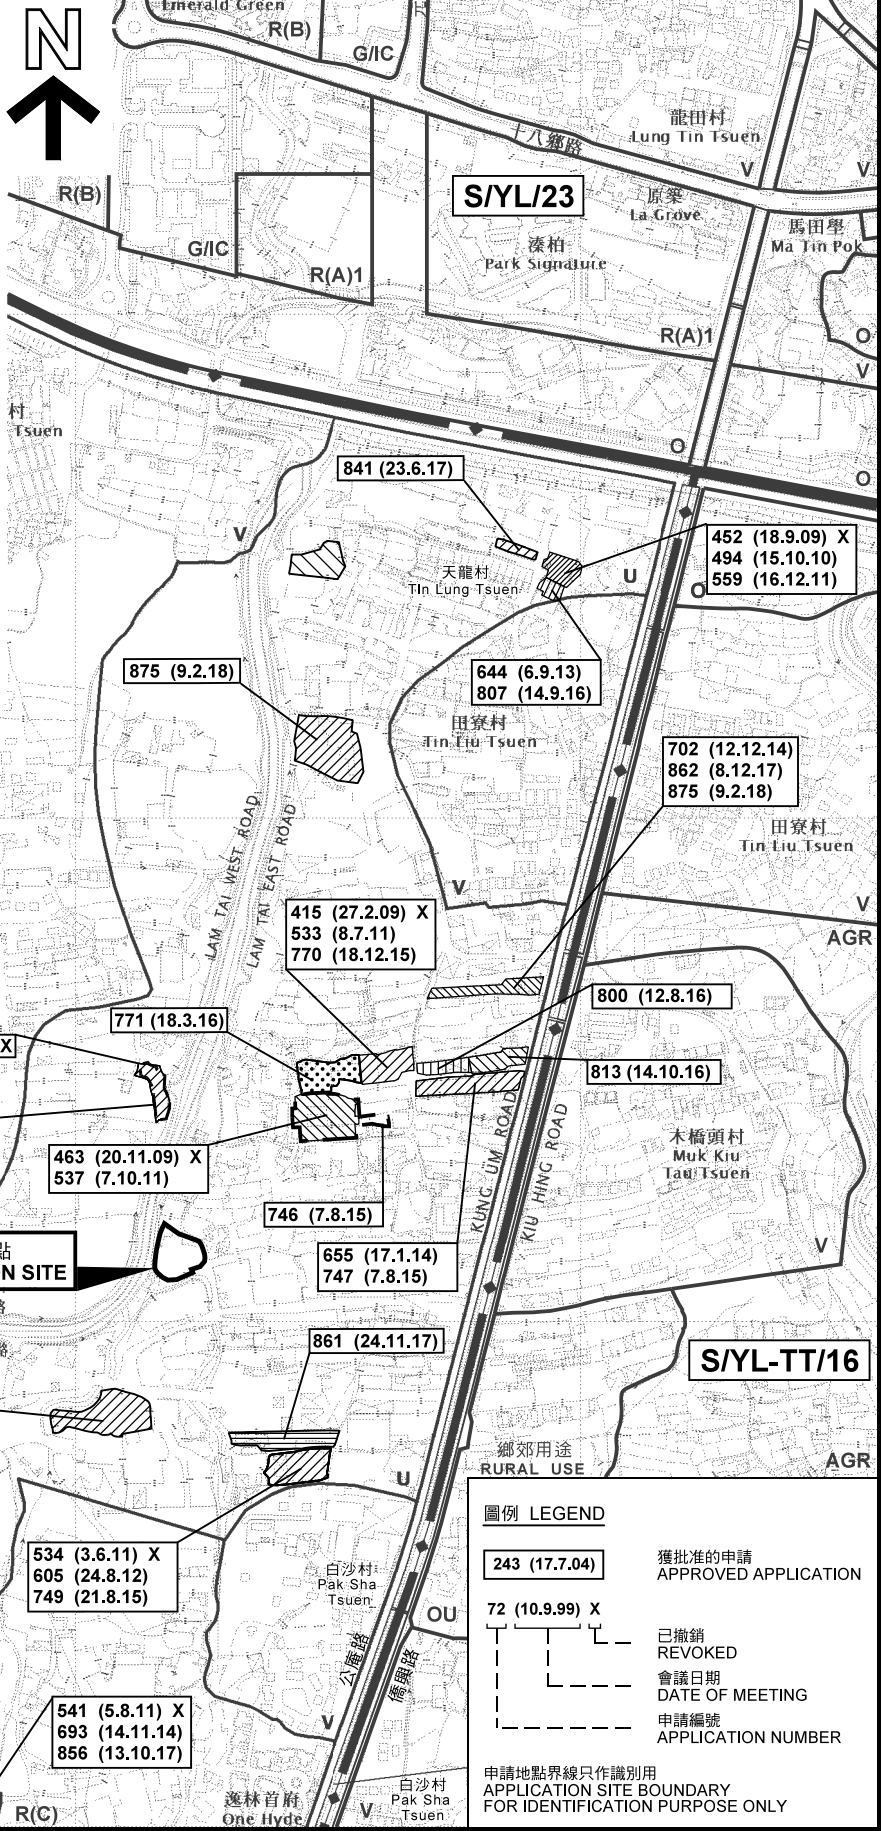 Emerald Green
N
R(B)
G/IC
龍田村
Lung Tin Tsuen
十八鄉路
V
V
R(B)
S/YL/23
原築
La Grove
G/IC
溱柏
Park Signature
馬田壆
Ma Tin Pok
R(A)1
R(A)1
O
V
村
Tsuen
O
O
841 (23.6.17)
V
452 (18.9.09) X
494 (15.10.10)
559 (16.12.11)
天龍村
Tin Lung Tsuen
U
O
875 (9.2.18)
644 (6.9.13)
807 (14.9.16)
田寮村
Tin Liu Tsuen
702 (12.12.14)
862 (8.12.17)
875 (9.2.18)
LAM TAI WEST ROAD
LAM TAI EAST ROAD
田寮村
Tin Liu Tsuen
V
V
415 (27.2.09) X
533 (8.7.11)
770 (18.12.15)
AGR
800 (12.8.16)
771 (18.3.16)
X
813 (14.10.16)
KUNG UM ROAD
KIU HING ROAD
木橋頭村
Muk Kiu
Tau Tsuen
463 (20.11.09) X
537 (7.10.11)
746 (7.8.15)
655 (17.1.14)
747 (7.8.15)
V
點
N SITE
路
861 (24.11.17)
S/YL-TT/16
鄉郊用途
RURAL USE
AGR
U
圖例 LEGEND
243 (17.7.04)
獲批准的申請
APPROVED APPLICATION
72 (10.9.99) X
已撤銷
REVOKED
會議日期
DATE OF MEETING
申請編號
APPLICATION NUMBER
申請地點界線只作識別用
APPLICATION SITE BOUNDARY
FOR IDENTIFICATION PURPOSE ONLY
534 (3.6.11) X
605 (24.8.12)
749 (21.8.15)
白沙村
Pak Sha
Tsuen
OU
公庵路
僑興路
541 (5.8.11) X
693 (14.11.14)
856 (13.10.17)
V
R(C)
逸林首府
One Hyde
V
白沙村
Pak Sha
Tsuen